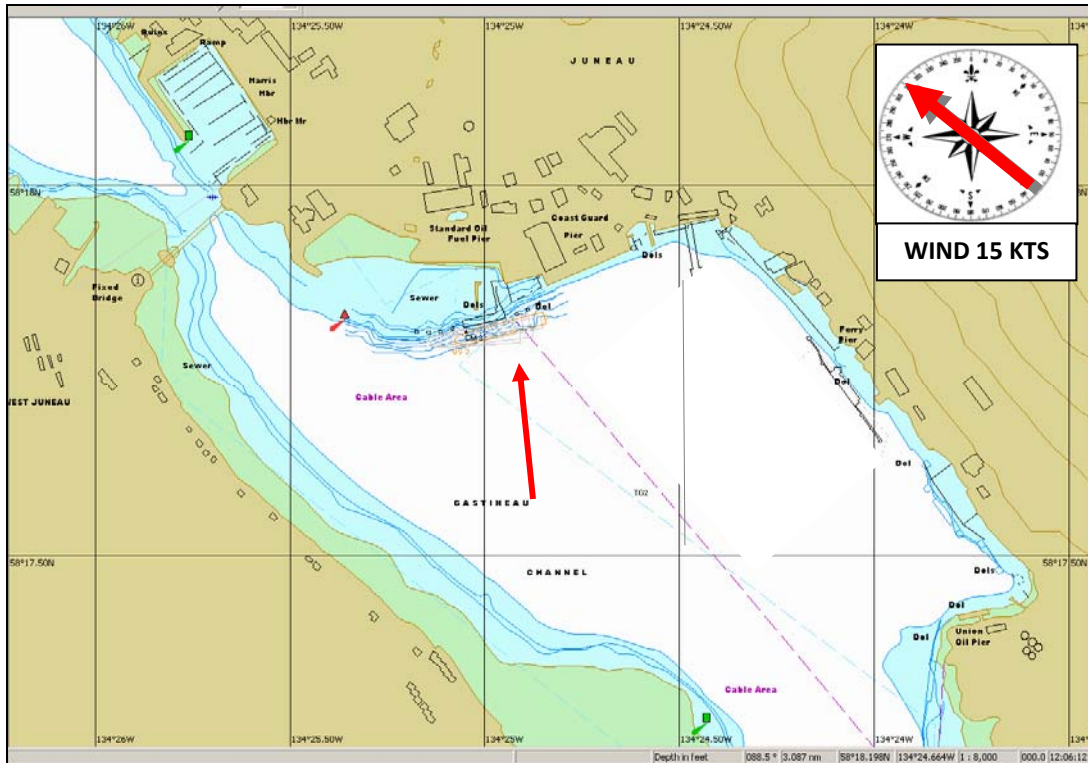 134°26W
134°25.50W
134°25W
134°24.50W
134°24W
Ruins
Ramp
Harris
Hbr
Hbr Mr
JUNEAU
58°18N
Standard Oil
Fuel Pier
Coast Guard
Pier
Dols
Fixed
Bridge
Sewer
Dols
Dol
Ferry
Pier
Dol
Sewer
WEST JUNEAU
Cable Area
Dol
TG2
GASTINEAU
58°17.50N
58°17.50N
CHANNEL
Dols
Dol
Dol
Union
Oil Pier
Cable Area
134°26W
134°25.50W
134°25W
134°24.50W
134°24W
N
E
S
W
WIND 15 KTS
Depth in feet
088.5 °
3.087 nm
58°18.198N
134°24.664W
1 : 8,000
000.0
12:06:12